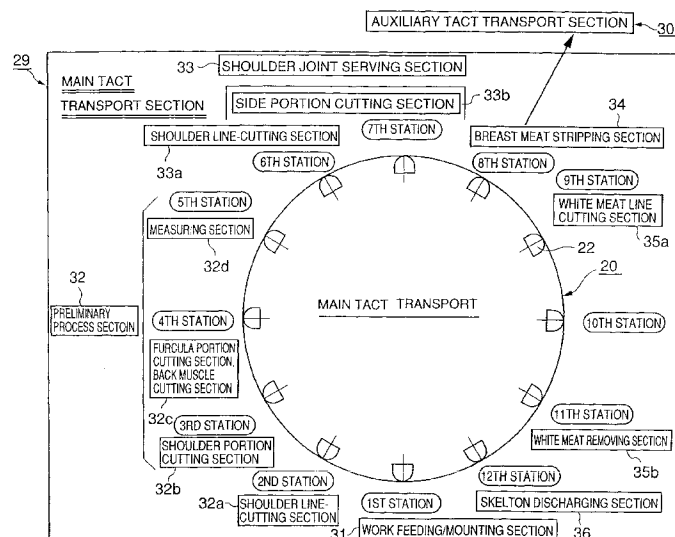 AUXILIARY TACT TRANSPORT SECTION
30
29
MAIN TACT
TRANSPORT SECTION
33
SHOULDER JOINT SERVING SECTION
SIDE PORTION CUTTING SECTION
33b
34
7TH STATION
BREAST MEAT STRIPPING SECTION
SHOULDER LINE-CUTTING SECTION
33a
6TH STATION
8TH STATION
9TH STATION
5TH STATION
WHITE MEAT LINE
CUTTING SECTION
MEASURING SECTION
32d
22
35a
32
20
PRELIMINARY
PROCESS SECTOIN
4TH STATION
MAIN TACT TRANSPORT
10TH STATION
FURCULA PORTION
CUTTING SECTION,
BACK MUSCLE
CUTTING SECTION
32c
3RD STATION
11TH STATION
SHOULDER PORTION
CUTTING SECTION
WHITE MEAT REMOVING SECTION
32b
35b
2ND STATION
12TH STATION
32a
SHOULDER LINE-
CUTTING SECTION
1ST STATION
SKELTON DISCHARGING SECTION
31
WORK FEEDING/MOUNTING SECTION
36